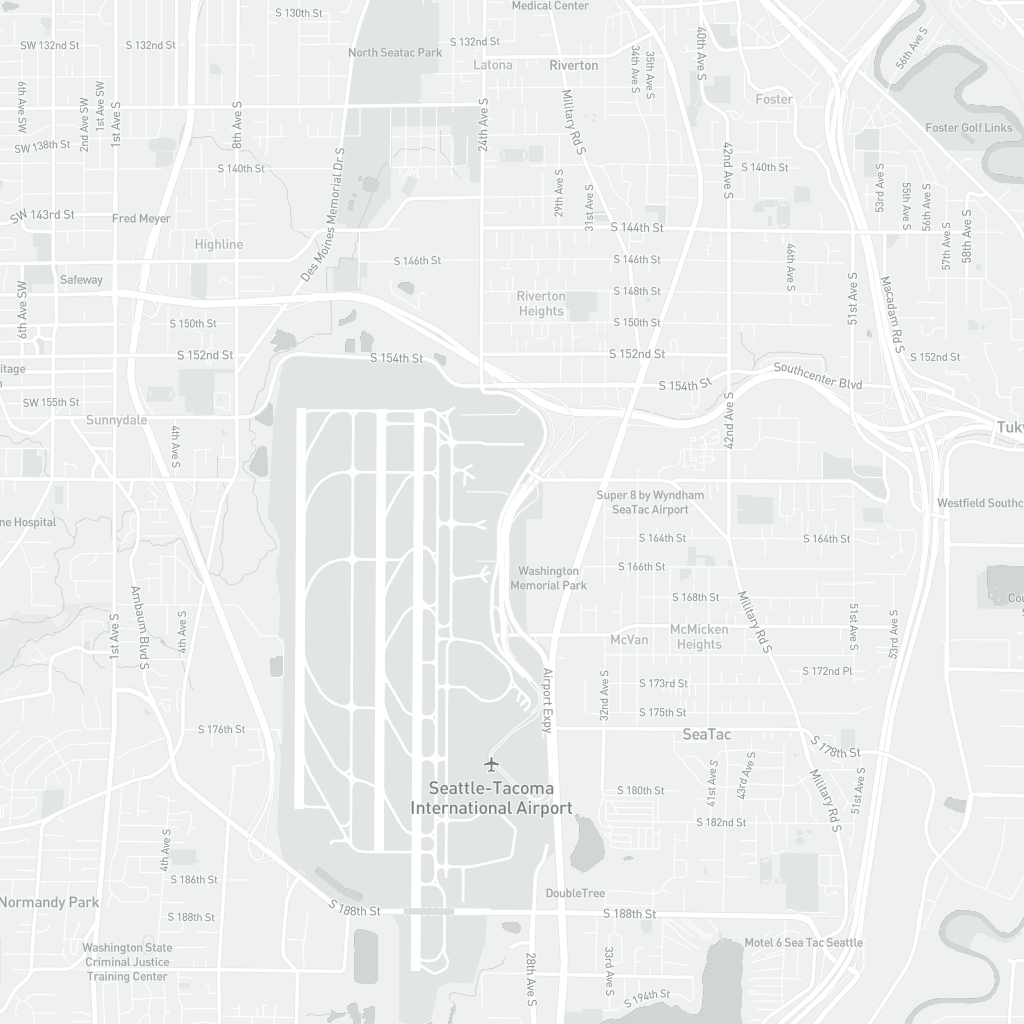 Medical Center
S 130th St
SW 132nd St
S 132nd St
North Seatac Park
S 132nd St
Latona
Riverton
34th Ave S
35th Ave S
40th Ave S
56th Ave S
6th Ave SW
2nd Ave SW
1st Ave SW
1st Ave S
8th Ave S
24th Ave S
Military Rd S
Foster
Foster Golf Links
SW 138th St
S 140th St
S 140th St
42nd Ave S
Des Moines Memorial Dr S
29th Ave S
31st Ave S
53rd Ave S
55th Ave S
56th Ave S
57th Ave S
58th Ave S
SW 143rd St
Fred Meyer
S 144th St
Highline
S 146th St
S 146th St
46th Ave S
Safeway
6th Ave SW
Riverton
Heights
S 148th St
51st Ave S
Macadam Rd S
S 150th St
S 150th St
S 152nd St
S 154th St
S 152nd St
S 152nd St
ritage
n
Southcenter Blvd
S 154th St
SW 155th St
Sunnydale
4th Ave S
42nd Ave S
Tukw
Super 8 by Wyndham
SeaTac Airport
Westfield Southc
ne Hospital
S 164th St
S 164th St
S 166th St
Washington
Memorial Park
S 168th St
Cou
S
Ambaum Blvd S
1st Ave S
4th Ave S
Military Rd S
51st Ave S
53rd Ave S
McVan
McMicken
Heights
S 172nd Pl
Airport Expy
32nd Ave S
S 173rd St
S 175th St
S 176th St
SeaTac
S 178th St
Seattle-Tacoma
International Airport
S 180th St
41st Ave S
43rd Ave S
Military Rd S
51st Ave S
S 182nd St
4th Ave S
S 186th St
DoubleTree
Normandy Park
S 188th St
S 188th St
S 188th St
Washington State
Criminal Justice
Training Center
Motel 6 Sea Tac Seattle
28th Ave S
33rd Ave S
S 194th St